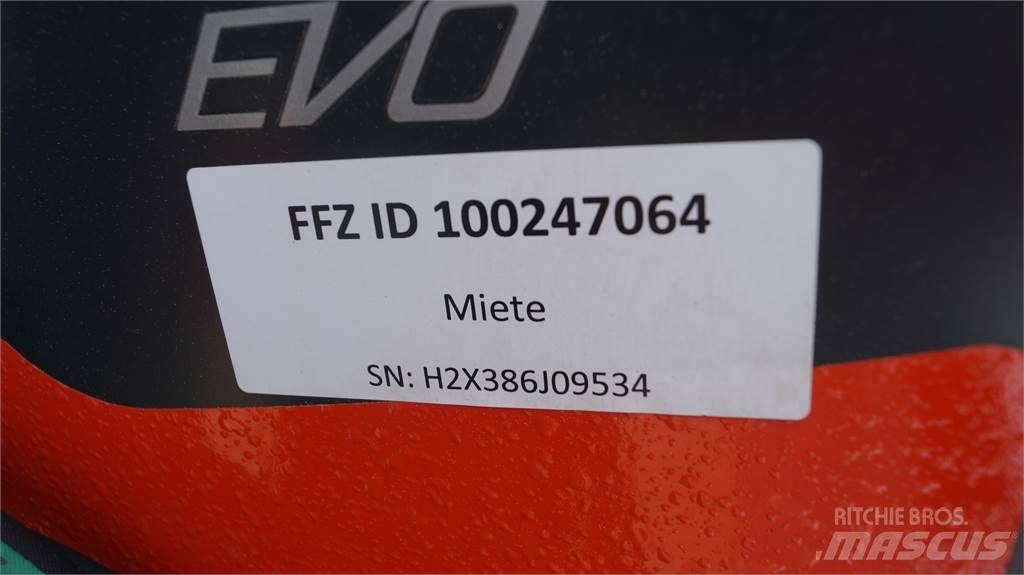 EVO
FFZ ID 100247064
Miete
SN: H2X386J09534
RITCHIE BROS.
MASCUS